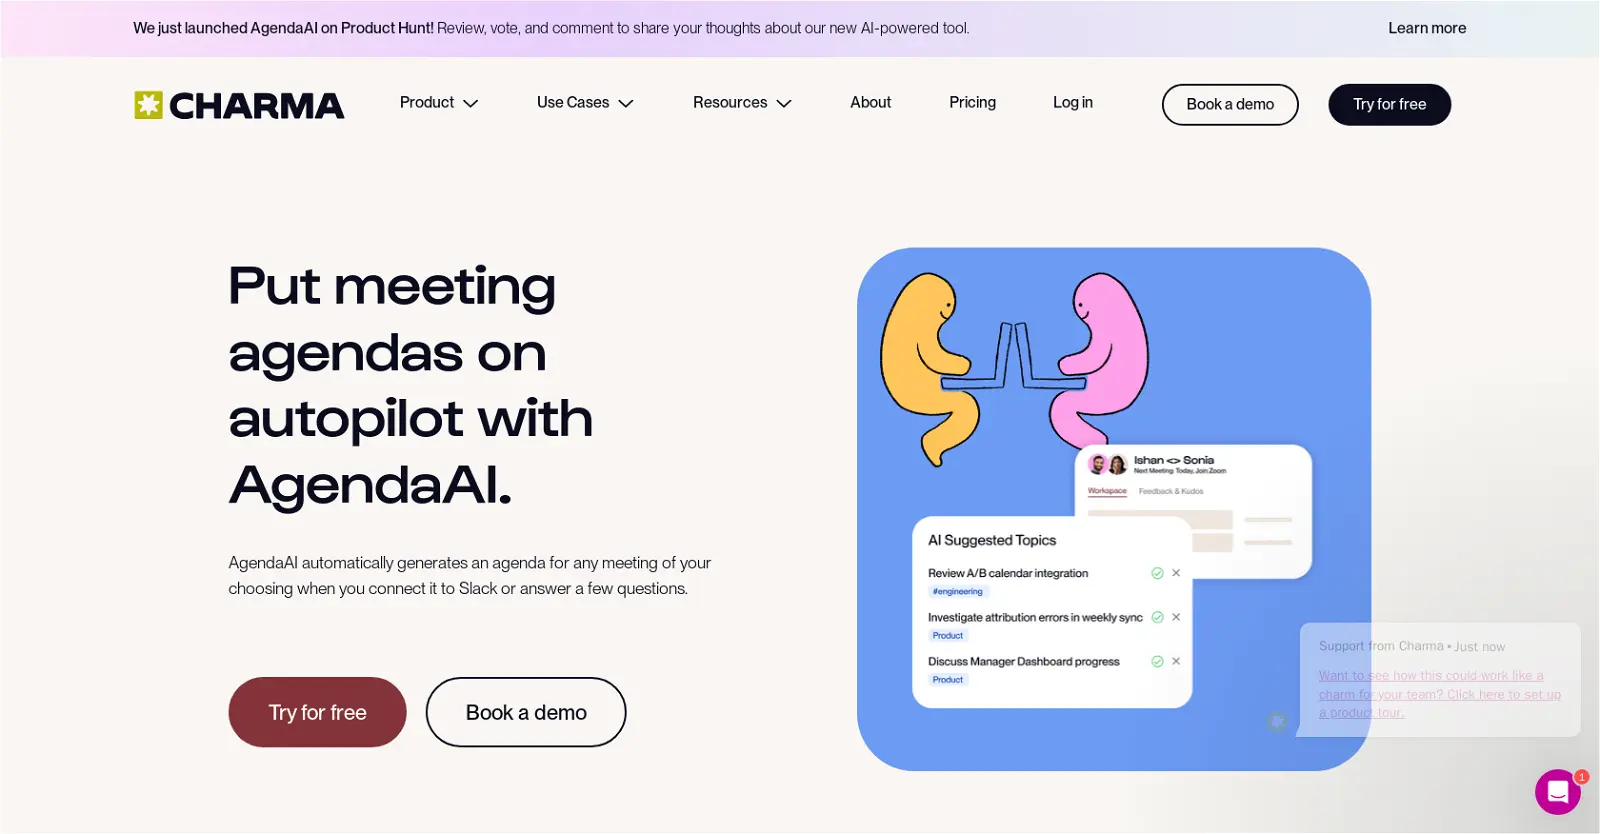 We just launched AgendaAI on Product Hunt! Review, vote, and comment to share your thoughts about our new AI-powered tool.
Learn more
CHARMA
Product
Use Cases
Resources
About
Pricing
Log in
Book a demo
Try for free
Put meeting
agendas on
autopilot with
AgendaAI.
AgendaAI automatically generates an agenda for any meeting of your
choosing when you connect it to Slack or answer a few questions.
Try for free
Book a demo
Ishan <> Sonia
Next Meeting: Today, Join Zoom
Workspace
Feedback & Kudos
AI Suggested Topics
Review A/B calendar integration
#engineering
Investigate attribution errors in weekly sync
Product
Discuss Manager Dashboard progress
Product
Support from Charma • Just now
Want to see how this could work like a
charm for your team? Click here to set up
a product tour.
1